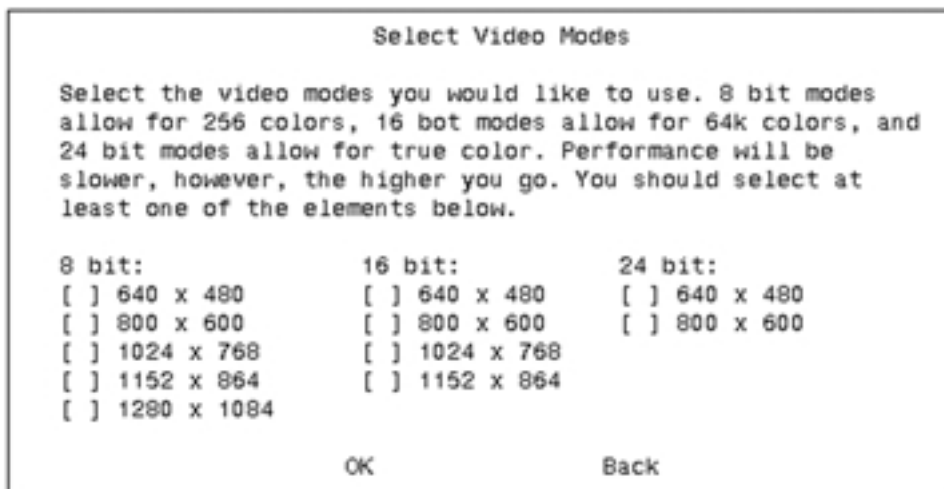 Select Video Modes
Select the video modes you would like to use. 8 bit modes
allow for 256 colors, 16 bot modes allow for 64k colors, and
24 bit modes allow for true color. Performance will be
slower, however, the higher you go. You should select at
least one of the elements below.
8 bit: 16 bit: 24 bit:
[ ] 640 x 480 [ ] 640 x 480 [ ] 640 x 480
[ ] 800 x 600 [ ] 800 x 600 [ ] 800 x 600
[ ] 1024 x 768 [ ] 1024 x 768
[ ] 1152 x 864 [ ] 1152 x 864
[ ] 1280 x 1084
OK Back